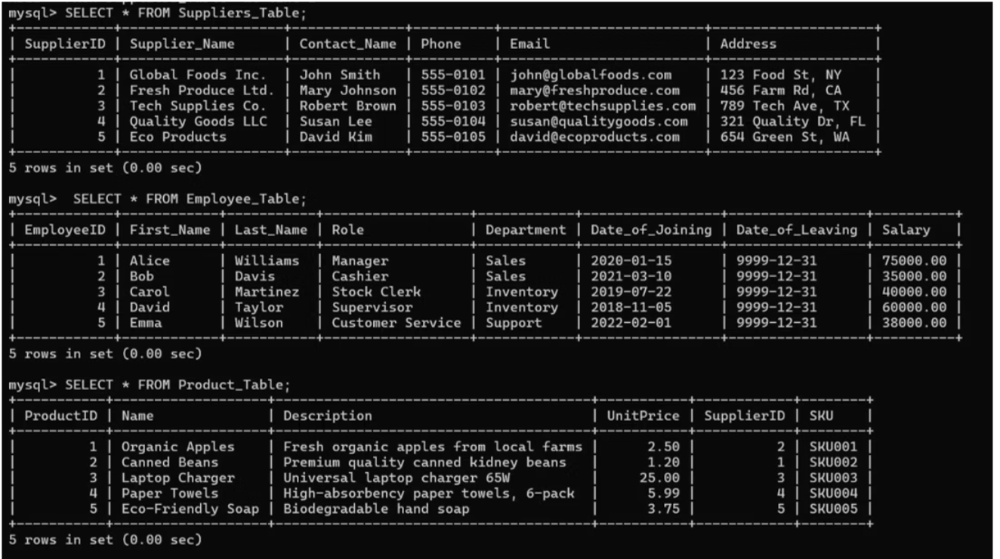 mysql> SELECT * FROM Suppliers_Table;
| SupplierID | Supplier_Name | Contact_Name | Phone | Email | Address |
| 1 | Global Foods Inc. | John Smith | 555-0101 | john@globalfoods.com | 123 Food St, NY |
| 2 | Fresh Produce Ltd. | Mary Johnson | 555-0102 | mary@freshproduce.com | 456 Farm Rd, CA |
| 3 | Tech Supplies Co. | Robert Brown | 555-0103 | robert@techsupplies.com | 789 Tech Ave, TX |
| 4 | Quality Goods LLC | Susan Lee | 555-0104 | susan@qualitygoods.com | 321 Quality Dr, FL |
| 5 | Eco Products | David Kim | 555-0105 | david@ecoproducts.com | 654 Green St, WA |
5 rows in set (0.00 sec)
mysql> SELECT * FROM Employee_Table;
| EmployeeID | First_Name | Last_Name | Role | Department | Date_of_Joining | Date_of_Leaving | Salary |
| 1 | Alice | Williams | Manager | Sales | 2020-01-15 | 9999-12-31 | 75000.00 |
| 2 | Bob | Davis | Cashier | Sales | 2021-03-10 | 9999-12-31 | 35000.00 |
| 3 | Carol | Martinez | Stock Clerk | Inventory | 2019-07-22 | 9999-12-31 | 40000.00 |
| 4 | David | Taylor | Supervisor | Inventory | 2018-11-05 | 9999-12-31 | 60000.00 |
| 5 | Emma | Wilson | Customer Service | Support | 2022-02-01 | 9999-12-31 | 38000.00 |
5 rows in set (0.00 sec)
mysql> SELECT * FROM Product_Table;
| ProductID | Name | Description | UnitPrice | SupplierID | SKU |
| 1 | Organic Apples | Fresh organic apples from local farms | 2.50 | 2 | SKU001 |
| 2 | Canned Beans | Premium quality canned kidney beans | 1.20 | 1 | SKU002 |
| 3 | Laptop Charger | Universal laptop charger 65W | 25.00 | 3 | SKU003 |
| 4 | Paper Towels | High-absorbency paper towels, 6-pack | 5.99 | 4 | SKU004 |
| 5 | Eco-Friendly Soap | Biodegradable hand soap | 3.75 | 5 | SKU005 |
5 rows in set (0.00 sec)